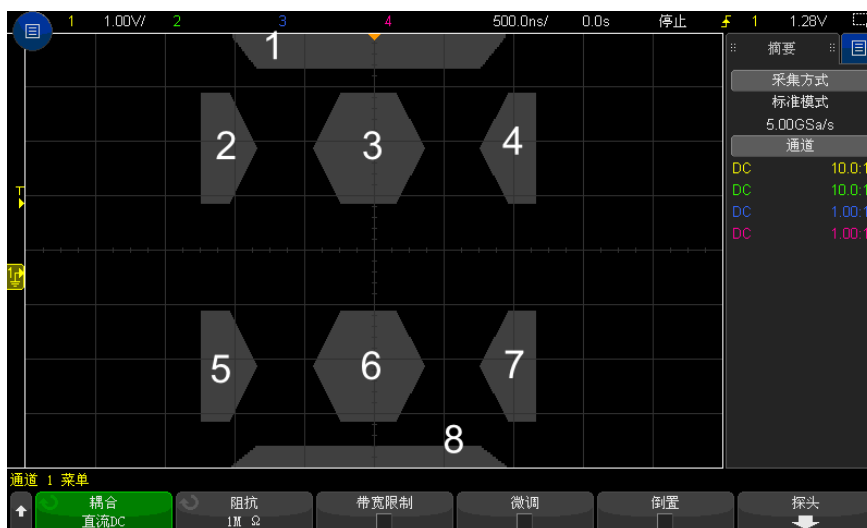 1 1.00V/ 2 3 4 500.0ns/ 0.0s 停止 1 1.28V
摘要
采集方式
标准模式
5.00GSa/s
通道
DC 10.0:1
DC 10.0:1
DC 1.00:1
DC 1.00:1
1
2 3 4
T
1
5 6 7
8
通道 1 菜单
耦合 阻抗 带宽限制 微调 倒置 探头
直流DC 1M Ω